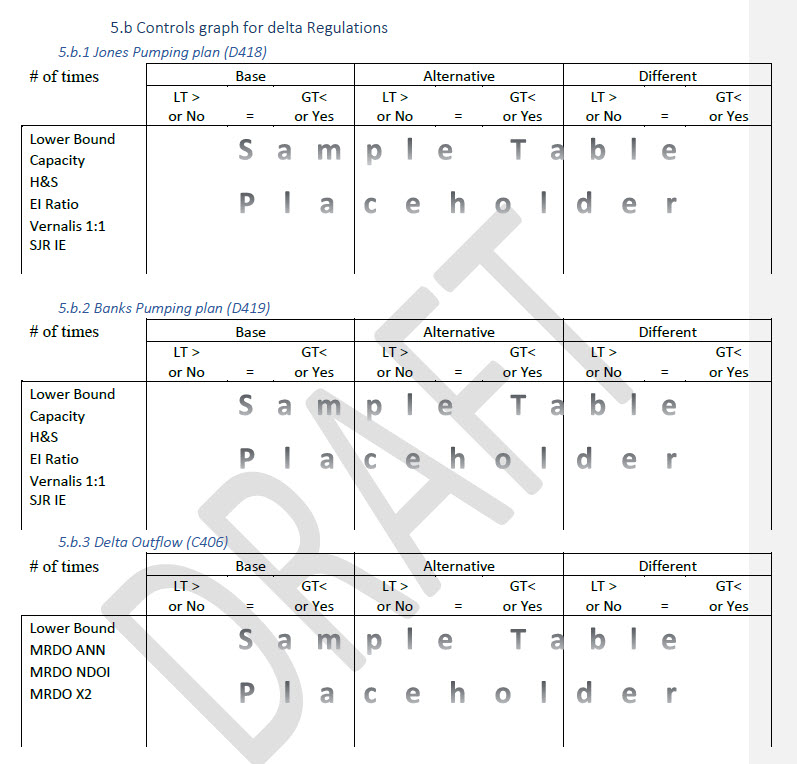 5.b Controls graph for delta Regulations
5.b.1 Jones Pumping plan (D418)
# of times Base Alternative Different
LT > GT< LT > GT< LT > GT<
or No = or Yes or No = or Yes or No = or Yes
Lower Bound
Capacity
H&S
EI Ratio
Vernalis 1:1
SJR IE
Sample Table
Placeholder
5.b.2 Banks Pumping plan (D419)
# of times Base Alternative Different
LT > GT< LT > GT< LT > GT<
or No = or Yes or No = or Yes or No = or Yes
Lower Bound
Capacity
H&S
EI Ratio
Vernalis 1:1
SJR IE
Sample Table
Placeholder
5.b.3 Delta Outflow (C406)
# of times Base Alternative Different
LT > GT< LT > GT< LT > GT<
or No = or Yes or No = or Yes or No = or Yes
Lower Bound
MRDO ANN
MRDO NDOI
MRDO X2
Sample Table
Placeholder
DRAFT